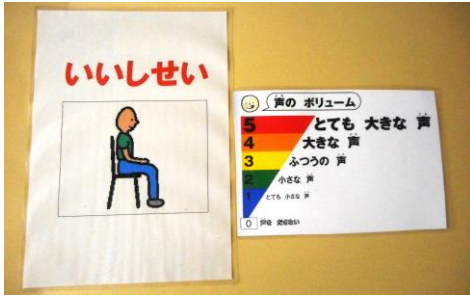 いいしせい
声の ボリューム
5 とても 大きな 声
4 大きな 声
3 ふつうの 声
2 小さな 声
1 とても 小さな 声
0 声を 出さない